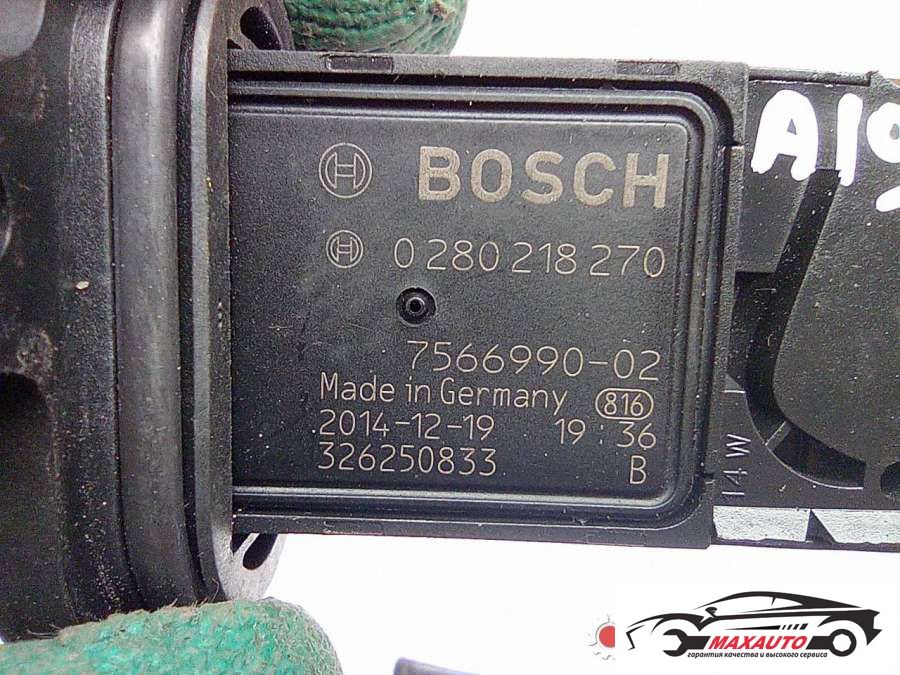 BOSCH
0 280 218 270
7566990-02
Made in Germany 816
2014-12-19 19:36
326250833 B
14W
MAXAUTO
гарантия качества и высокого сервиса